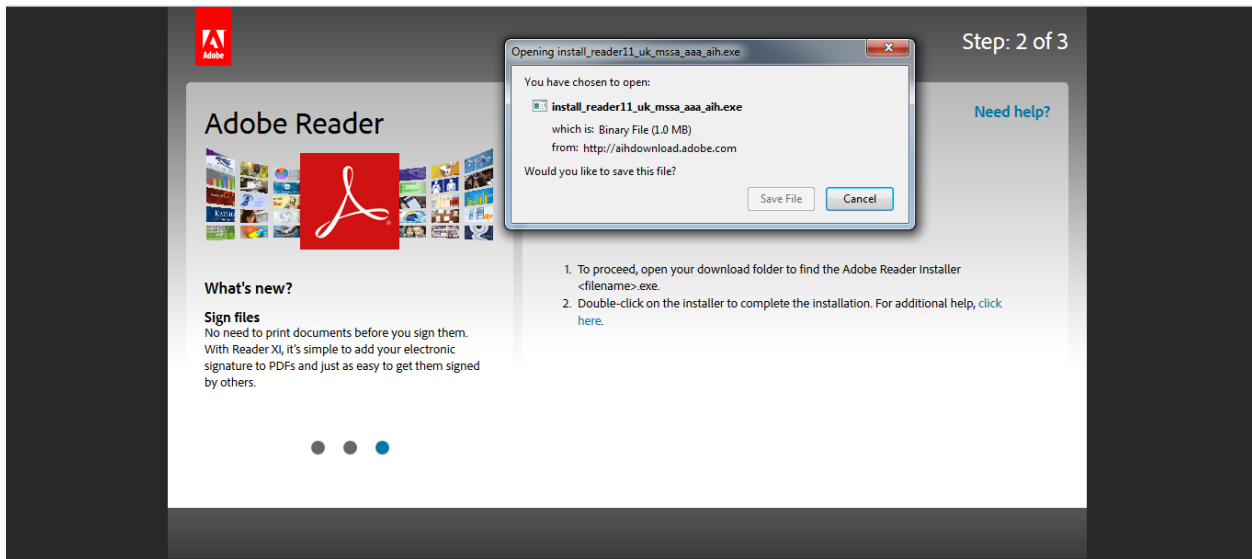 Adobe
Step: 2 of 3
Opening install_reader11_uk_mssa_aaa_aih.exe
You have chosen to open:
install_reader11_uk_mssa_aaa_aih.exe
which is: Binary File (1.0 MB)
from: http://aihdownload.adobe.com
Would you like to save this file?
Save File
Cancel
Need help?
Adobe Reader
What's new?
Sign files
No need to print documents before you sign them.
With Reader XI, it's simple to add your electronic
signature to PDFs and just as easy to get them signed
by others.
1. To proceed, open your download folder to find the Adobe Reader Installer
<filename>.exe.
2. Double-click on the installer to complete the installation. For additional help, click
here.